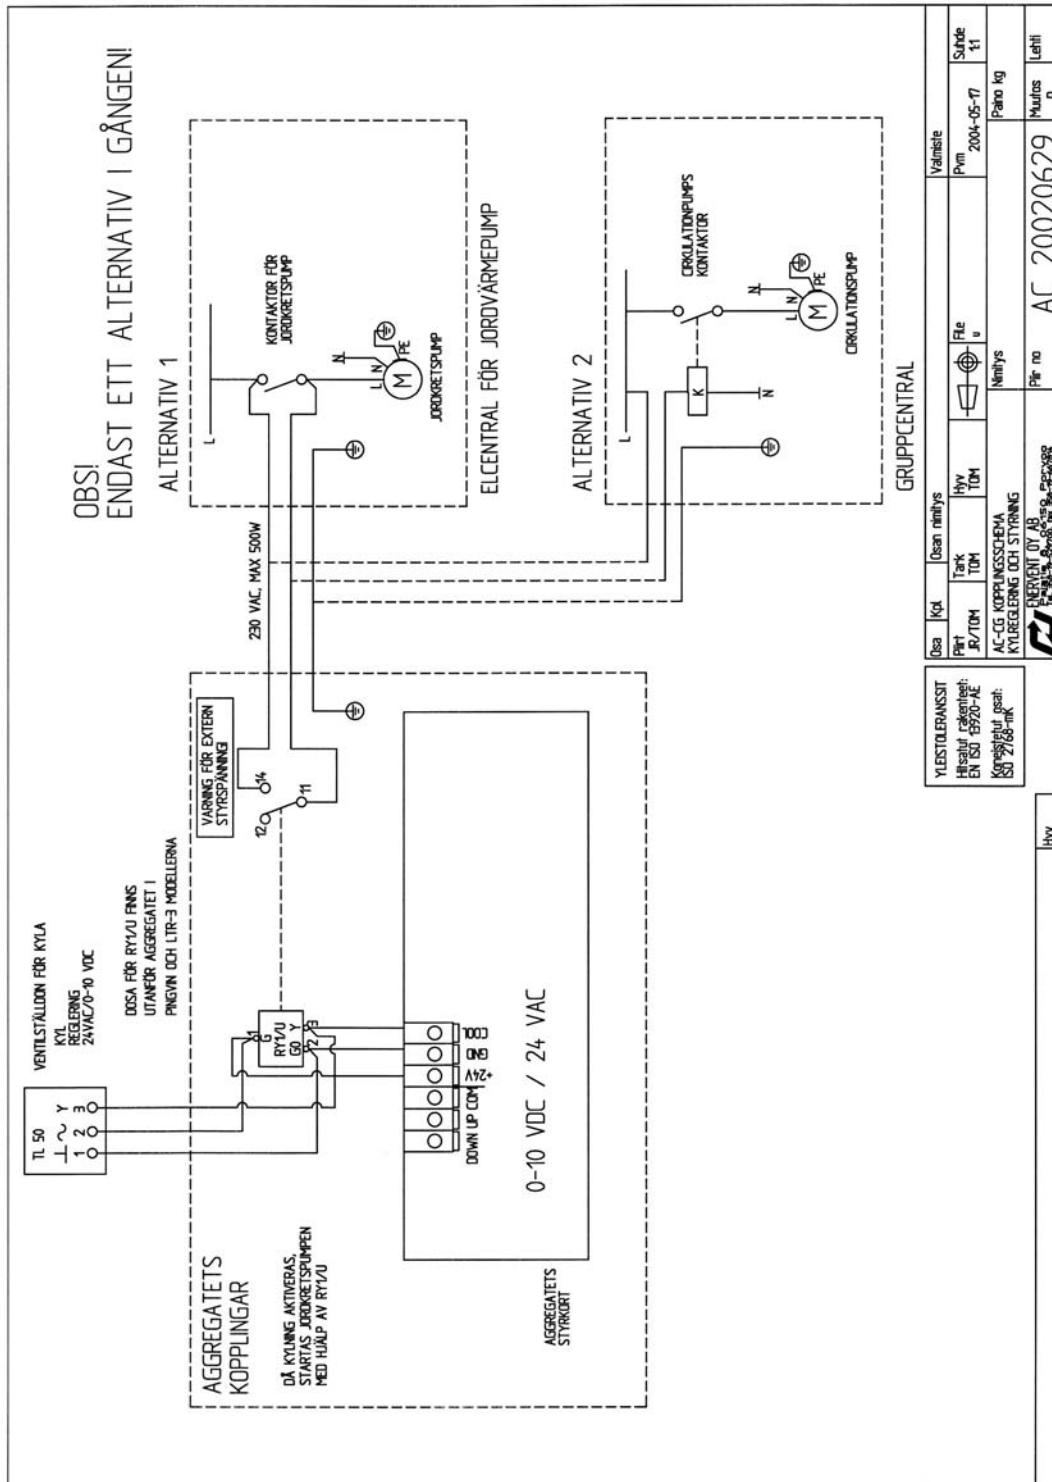 OBS!
ENDAST ETT ALTERNATIV I GÅNGEN!
VENTILSTÄLLDON FÖR KYLA
KYL
REGLERING
24VAC/0-10 VDC
TL 50
Y
1 2 3
DOSA FÖR RY1/U FINNS
UTANFÖR AGGREGATET I
PINGVIN OCH LTR-3 MODELLERNA
AGGREGATETS
KOPPLINGAR
DÅ KYLNING AKTIVERAS,
STARTAS JORDKRETSPUMPEN
MED HJÄLP AV RY1/U
1
G
RY1/U
G0 Y
2 3
VARNING FÖR EXTERN
STYRSPÄNNING!
12
14
11
230 VAC, MAX 500W
DOWN UP COM +24V GND COOL
0-10 VDC / 24 VAC
AGGREGATETS
STYRKORT
ALTERNATIV 1
L
KONTAKTOR FÖR
JORDKRETSPUMP
N
L N
PE
M
JORDKRETSPUMP
ELCENTRAL FÖR JORDVÄRMEPUMP
ALTERNATIV 2
L
CIRKULATIONPUMPS
KONTAKTOR
K
N
N
L N
PE
M
CIRKULATIONSPUMP
GRUPPCENTRAL
YLEISTOLERANSSIT
Hitsatut rakenteet:
EN ISO 13920-AE
Koneistetut osat:
ISO 2768-mK
Osa Kpl Osan nimitys Valmiste
Piirt JR/TOM
Tark TOM
Hyv TOM
File
u
Pvm 2004-05-17
Suhde 1:1
AC-CG KOPPLINGSSCHEMA
KYLREGLERING OCH STYRNING
Nimitys
Paino kg
ENERVENT OY AB
Piir no AC 20020629
Muutos
Lehti
Hyv